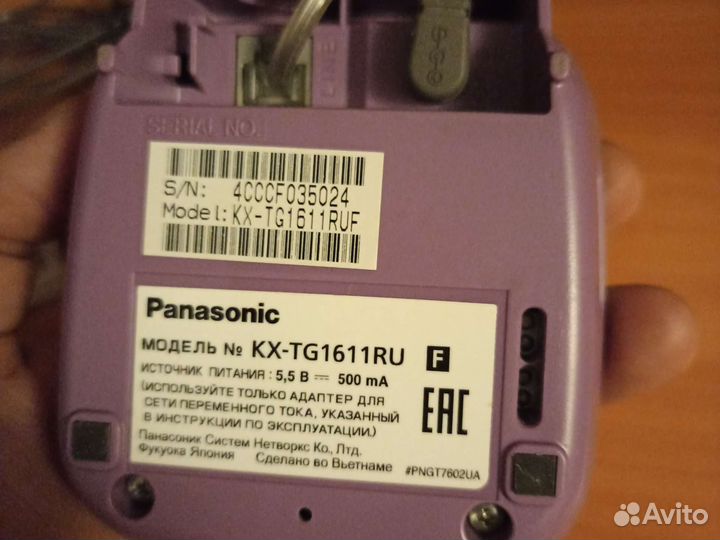 LINE
SERIAL NO.
S/N: 4CCCF035024
Model: KX-TG1611RUF
Panasonic
МОДЕЛЬ № KX-TG1611RU F
ИСТОЧНИК ПИТАНИЯ : 5,5 В 500 mA
(ИСПОЛЬЗУЙТЕ ТОЛЬКО АДАПТЕР ДЛЯ
СЕТИ ПЕРЕМЕННОГО ТОКА, УКАЗАННЫЙ
В ИНСТРУКЦИИ ПО ЭКСПЛУАТАЦИИ.)
EAC
Панасоник Систем Нетворкс Ко., Лтд.
Фукуока Япония Сделано во Вьетнаме
#PNGT7602UA
Avito